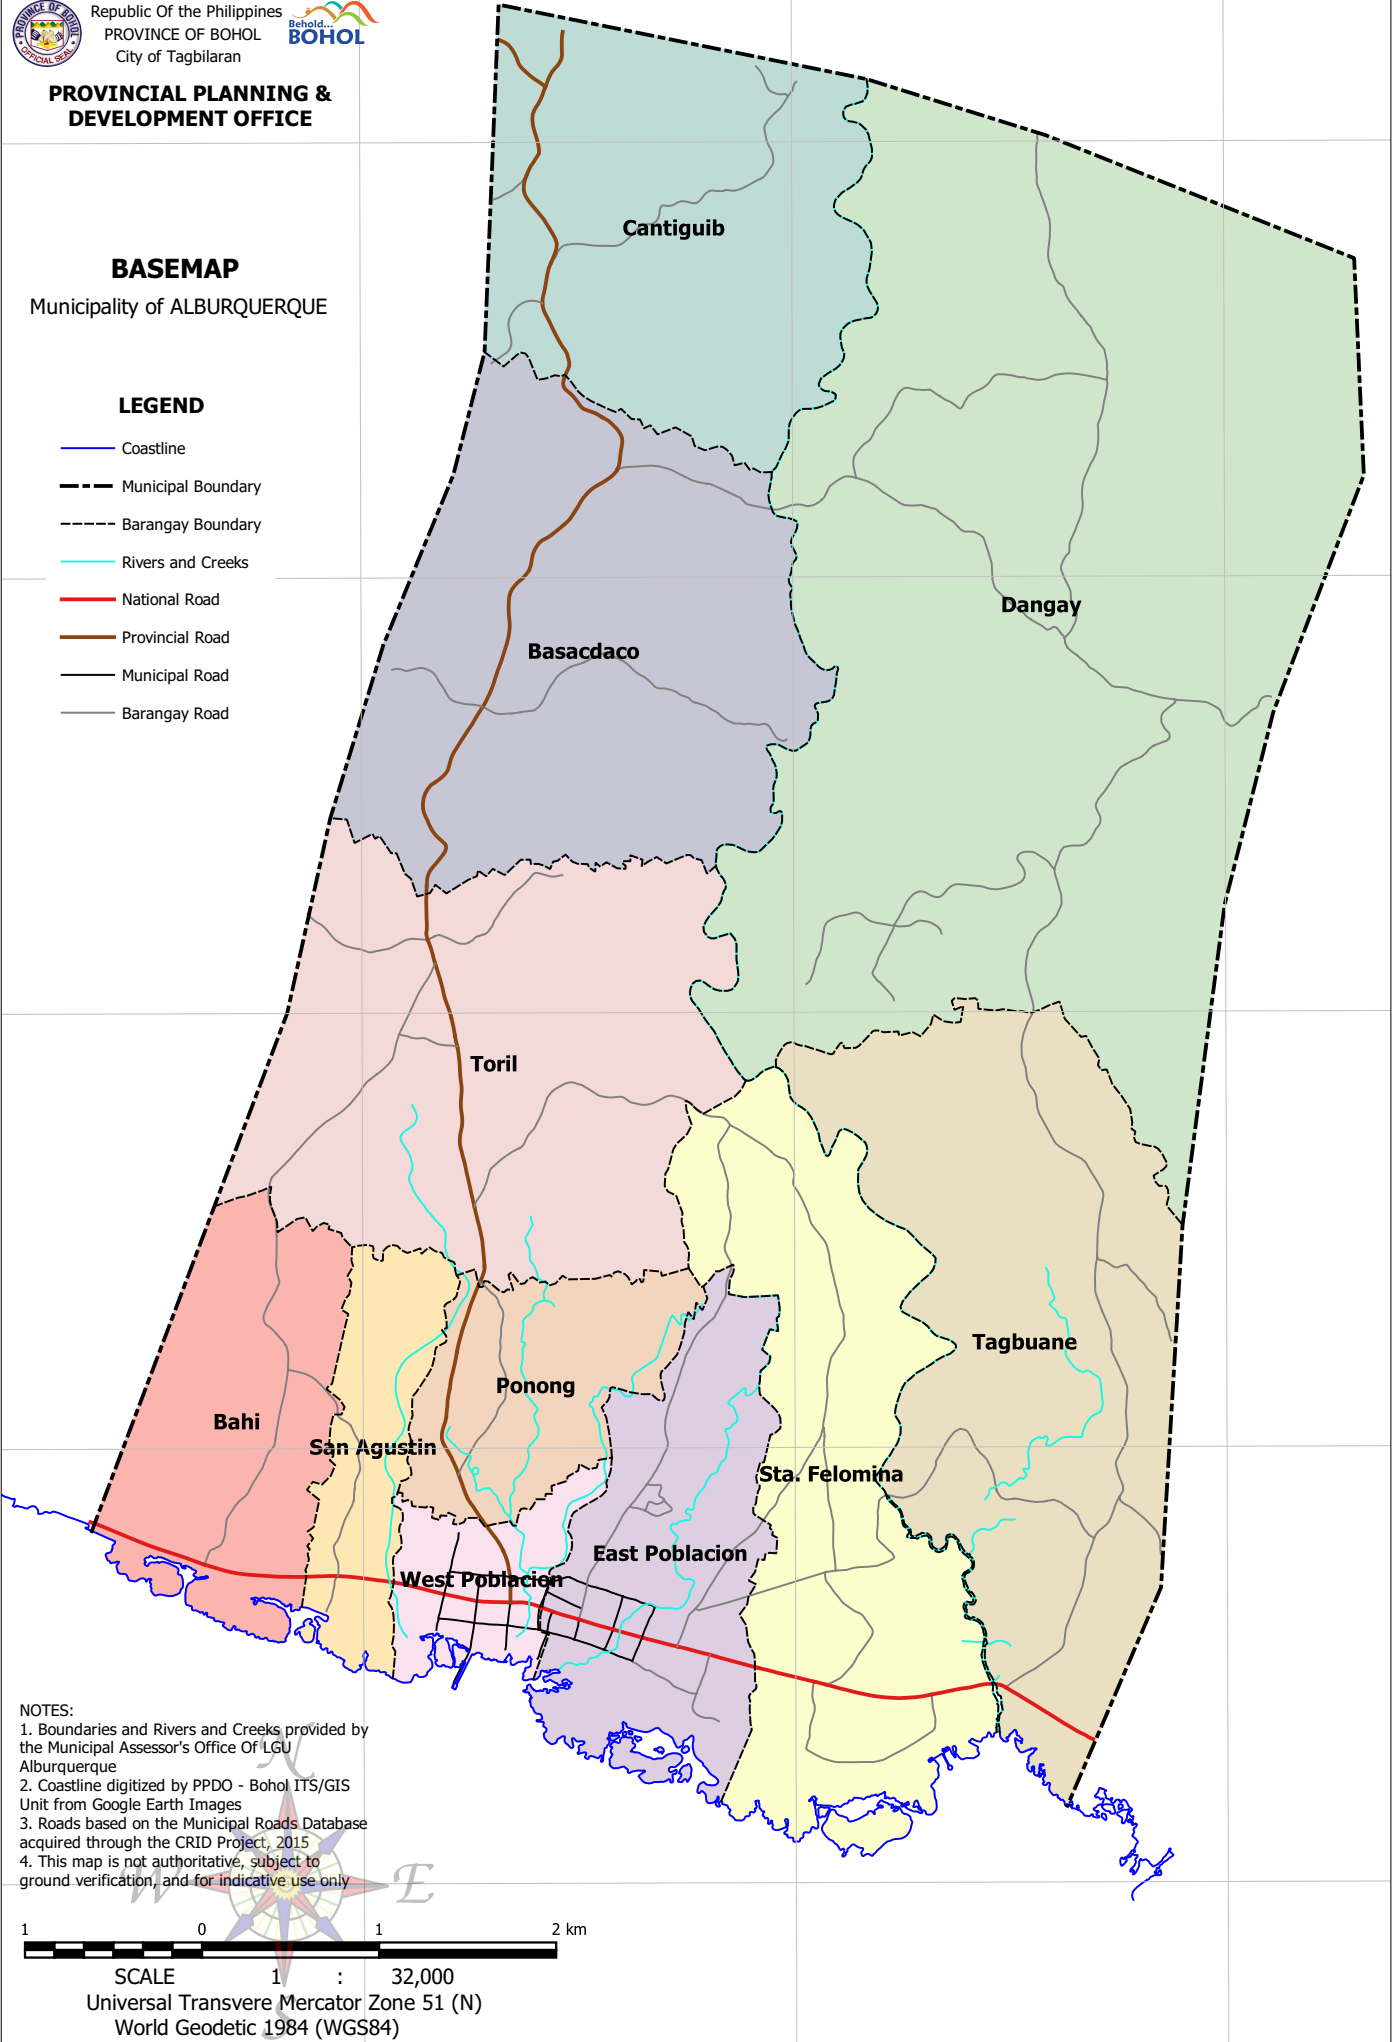 Republic Of the Philippines
PROVINCE OF BOHOL
City of Tagbilaran
PROVINCE OF BOHOL
OFFICIAL SEAL
Behold...
BOHOL
PROVINCIAL PLANNING &
DEVELOPMENT OFFICE
BASEMAP
Municipality of ALBURQUERQUE
LEGEND
Coastline
Municipal Boundary
Barangay Boundary
Rivers and Creeks
National Road
Provincial Road
Municipal Road
Barangay Road
Cantiguib
Dangay
Basacdaco
Toril
Tagbuane
Ponong
Bahi
San Agustin
Sta. Felomina
East Poblacion
West Poblacion
NOTES:
1. Boundaries and Rivers and Creeks provided by
the Municipal Assessor's Office Of LGU
Alburquerque
2. Coastline digitized by PPDO - Bohol ITS/GIS
Unit from Google Earth Images
3. Roads based on the Municipal Roads Database
acquired through the CRID Project, 2015
4. This map is not authoritative, subject to
ground verification, and for indicative use only
N
W
E
S
1 0 1 2 km
SCALE 1 : 32,000
Universal Transvere Mercator Zone 51 (N)
World Geodetic 1984 (WGS84)